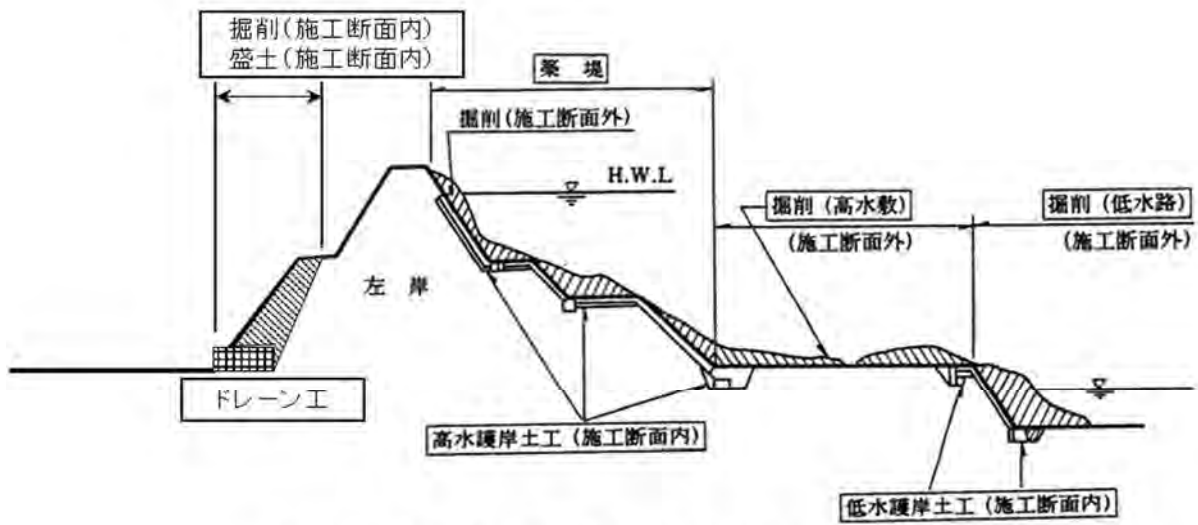 掘削(施工断面内)
盛土(施工断面内)
築堤
掘削(施工断面外)
H.W.L
掘削(高水敷)
(施工断面外)
掘削(低水路)
(施工断面外)
左岸
ドレーン工
高水護岸土工(施工断面内)
低水護岸土工(施工断面内)